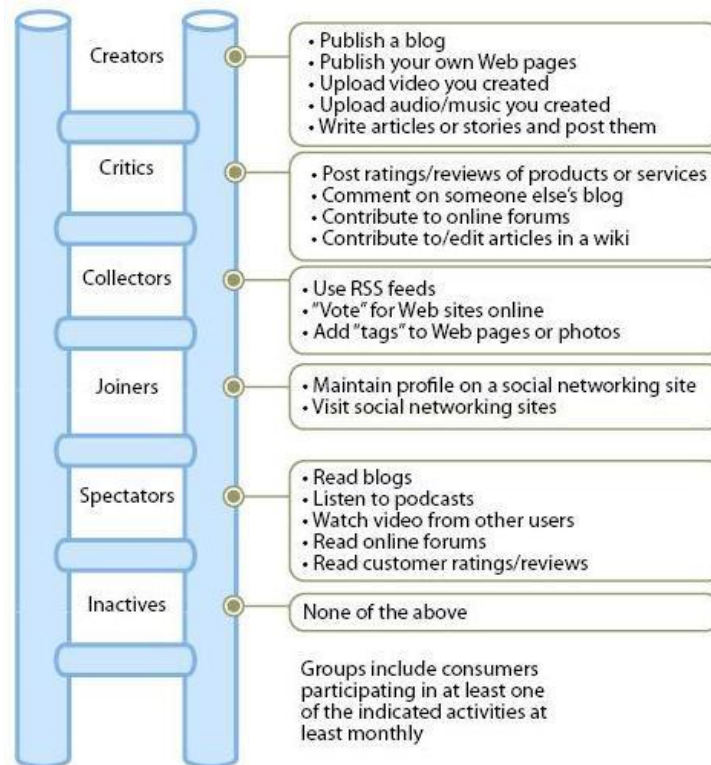 Creators
• Publish a blog
• Publish your own Web pages
• Upload video you created
• Upload audio/music you created
• Write articles or stories and post them
Critics
• Post ratings/reviews of products or services
• Comment on someone else's blog
• Contribute to online forums
• Contribute to/edit articles in a wiki
Collectors
• Use RSS feeds
• “Vote” for Web sites online
• Add “tags” to Web pages or photos
Joiners
• Maintain profile on a social networking site
• Visit social networking sites
Spectators
• Read blogs
• Listen to podcasts
• Watch video from other users
• Read online forums
• Read customer ratings/reviews
Inactives
None of the above
Groups include consumers
participating in at least one
of the indicated activities at
least monthly